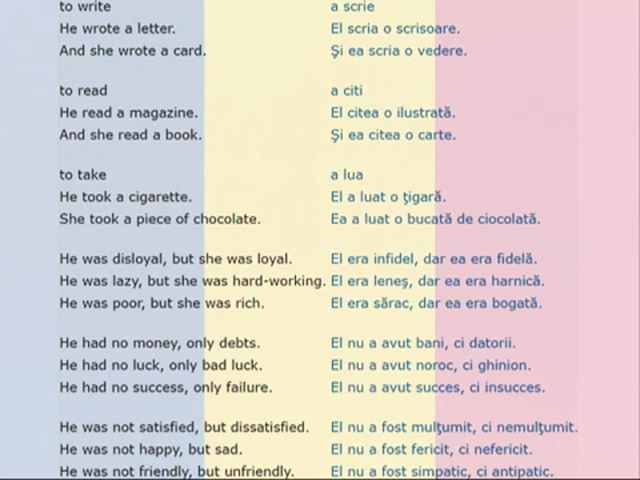 to write a scrie
He wrote a letter. El scria o scrisoare.
And she wrote a card. Şi ea scria o vedere.
to read a citi
He read a magazine. El citea o ilustrată.
And she read a book. Şi ea citea o carte.
to take a lua
He took a cigarette. El a luat o ţigară.
She took a piece of chocolate. Ea a luat o bucată de ciocolată.
He was disloyal, but she was loyal. El era infidel, dar ea era fidelă.
He was lazy, but she was hard-working. El era leneş, dar ea era harnică.
He was poor, but she was rich. El era sărac, dar ea era bogată.
He had no money, only debts. El nu a avut bani, ci datorii.
He had no luck, only bad luck. El nu a avut noroc, ci ghinion.
He had no success, only failure. El nu a avut succes, ci insucces.
He was not satisfied, but dissatisfied. El nu a fost mulţumit, ci nemulţumit.
He was not happy, but sad. El nu a fost fericit, ci nefericit.
He was not friendly, but unfriendly. El nu a fost simpatic, ci antipatic.